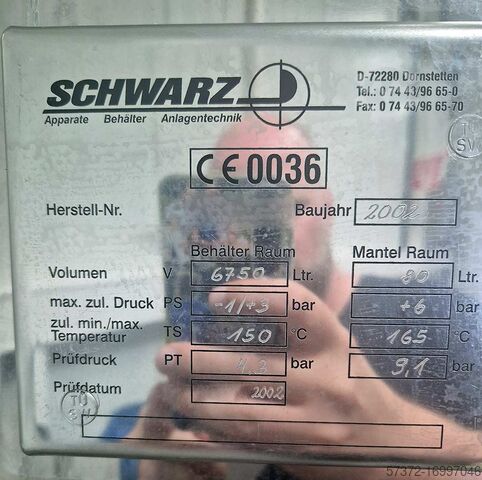 SCHWARZ
Apparate Behälter Anlagentechnik
D-72280 Dornstetten
Tel.: 0 74 43/96 65-0
Fax: 0 74 43/96 65-70
CE 0036
Herstell-Nr. Baujahr 2002
Behälter Raum Mantel Raum
Volumen V 6750 Ltr. 80 Ltr.
max. zul. Druck PS -1/+3 bar +6 bar
zul. min./max.
Temperatur TS 150 °C 165 °C
Prüfdruck PT 4,3 bar 9,1 bar
Prüfdatum 2002
57372-16997046